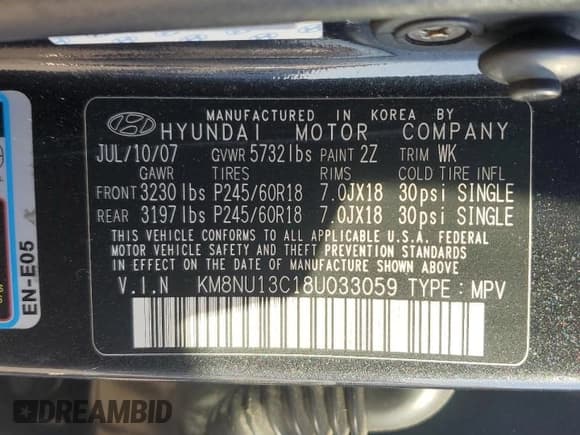 MANUFACTURED IN KOREA BY
HYUNDAI MOTOR COMPANY
JUL/10/07 GVWR 5732lbs PAINT 2Z TRIM WK
GAWR TIRES RIMS COLD TIRE INFL
FRONT 3230 lbs P245/60R18 7.0JX18 30psi SINGLE
REAR 3197 lbs P245/60R18 7.0JX18 30psi SINGLE
THIS VEHICLE CONFORMS TO ALL APPLICABLE U.S.A. FEDERAL
MOTOR VEHICLE SAFETY AND THEFT PREVENTION STANDARDS
IN EFFECT ON THE DATE OF MANUFACTURE SHOWN ABOVE.
V.I.N KM8NU13C18U033059 TYPE : MPV
EN-E05
DREAMBID